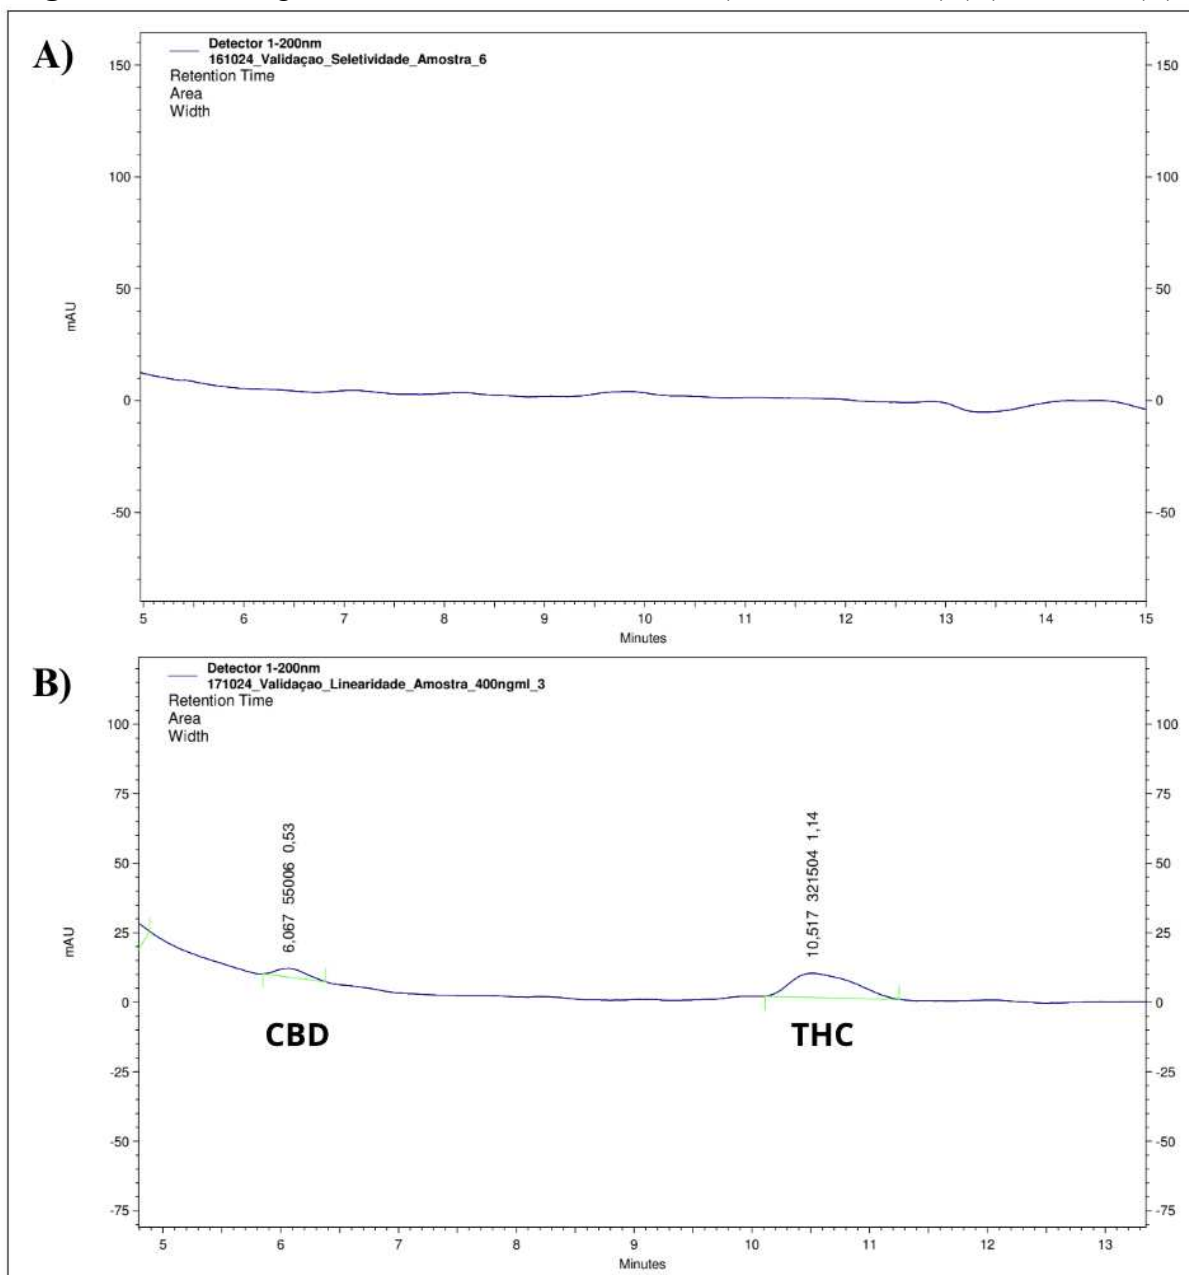 A)
Detector 1-200nm
161024_Validaçao_Seletividade_Amostra_6
Retention Time
Area
Width
150
100
50
0
-50
150
100
50
0
-50
mAU
5 6 7 8 9 10 11 12 13 14 15
Minutes
B)
Detector 1-200nm
171024_Validaçao_Linearidade_Amostra_400ngml_3
Retention Time
Area
Width
100
75
50
25
0
-25
-50
-75
100
75
50
25
0
-25
-50
-75
mAU
6,067 55006 0,53
10,517 321504 1,14
CBD
THC
5 6 7 8 9 10 11 12 13
Minutes